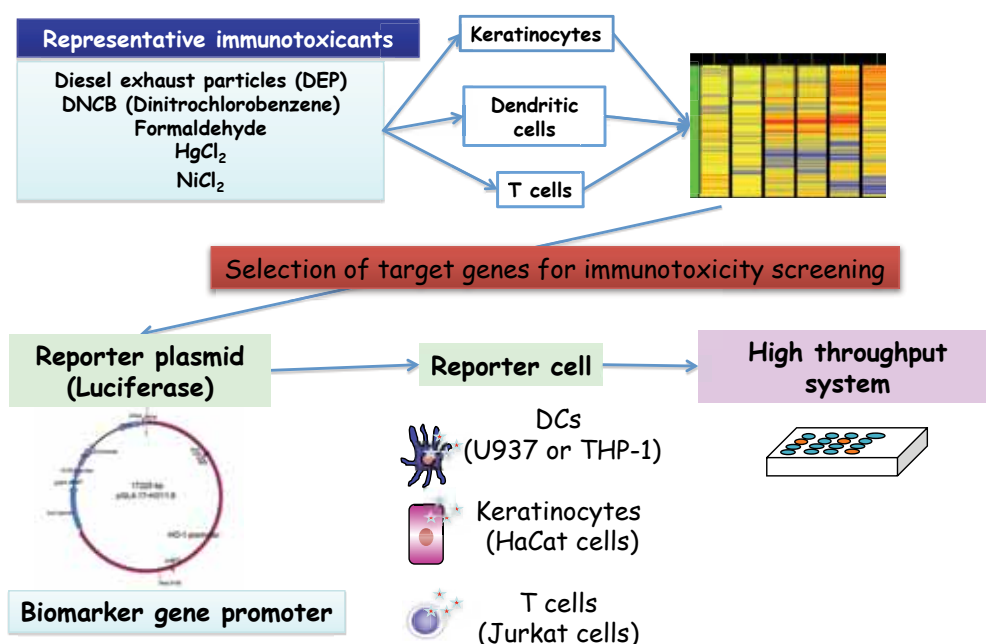 Representative immunotoxicants
Diesel exhaust particles (DEP)
DNCB (Dinitrochlorobenzene)
Formaldehyde
HgCl₂
NiCl₂
Keratinocytes
Dendritic
cells
T cells
Selection of target genes for immunotoxicity screening
Reporter plasmid
(Luciferase)
Reporter cell
High throughput
system
DCs
(U937 or THP-1)
Keratinocytes
(HaCat cells)
T cells
(Jurkat cells)
Biomarker gene promoter